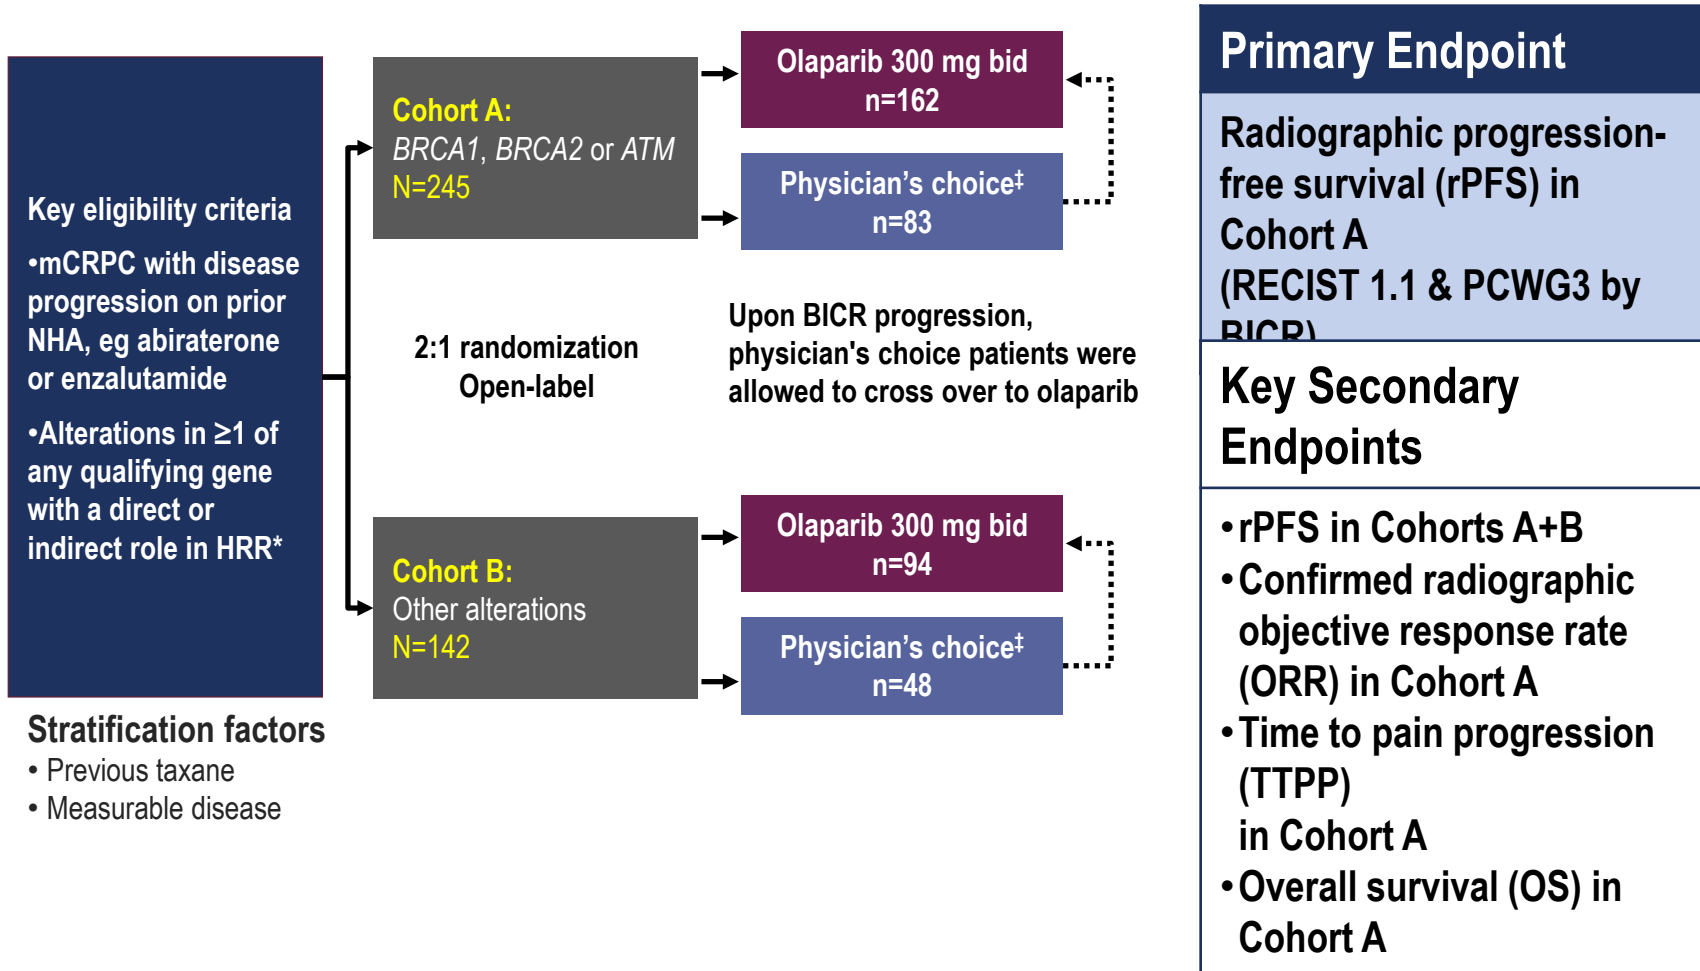 Key eligibility criteria
•mCRPC with disease
progression on prior
NHA, eg abiraterone
or enzalutamide
•Alterations in ≥1 of
any qualifying gene
with a direct or
indirect role in HRR*
Stratification factors
• Previous taxane
• Measurable disease
Cohort A:
BRCA1, BRCA2 or ATM
N=245
2:1 randomization
Open-label
Cohort B:
Other alterations
N=142
Olaparib 300 mg bid
n=162
Physician’s choice‡
n=83
Upon BICR progression,
physician's choice patients were
allowed to cross over to olaparib
Olaparib 300 mg bid
n=94
Physician’s choice‡
n=48
Primary Endpoint
Radiographic progression-
free survival (rPFS) in
Cohort A
(RECIST 1.1 & PCWG3 by
BICR)
Key Secondary
Endpoints
•rPFS in Cohorts A+B
•Confirmed radiographic
objective response rate
(ORR) in Cohort A
•Time to pain progression
(TTPP)
in Cohort A
•Overall survival (OS) in
Cohort A